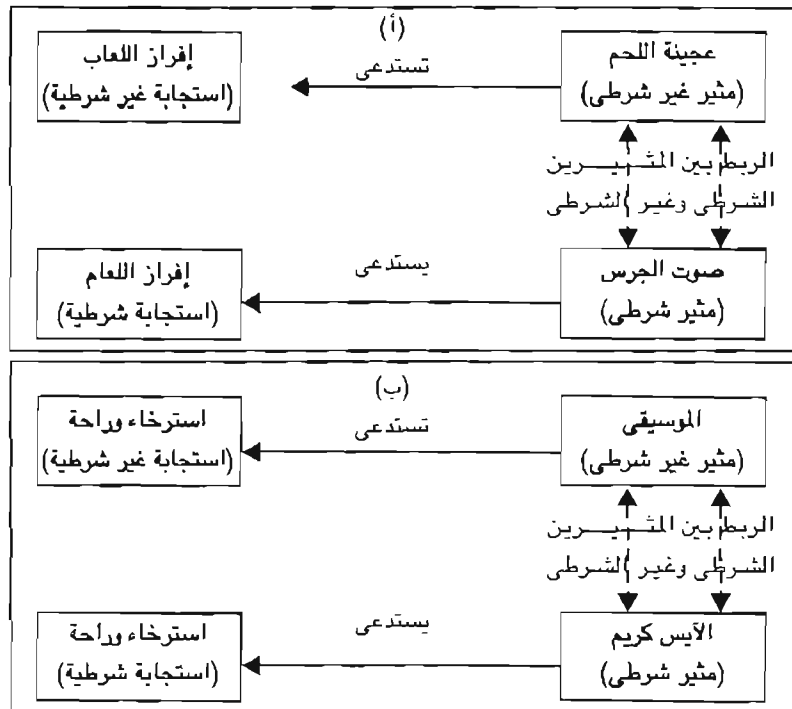 (أ)
عجينة اللحم
(مثير غير شرطى)
تستدعى
إفراز اللعاب
(استجابة غير شرطية)
الربط بين المثــيــرين
الشرطى وغير الشرطى
صوت الجرس
(مثير شرطى)
يستدعى
إفراز اللعام
(استجابة شرطية)
(ب)
الموسيقى
(مثير غير شرطى)
تستدعى
استرخاء وراحة
(استجابة غير شرطية)
الربط بين المثــيــرين
الشرطى وغير الشرطى
الآيس كريم
(مثير شرطى)
يستدعى
استرخاء وراحة
(استجابة شرطية)